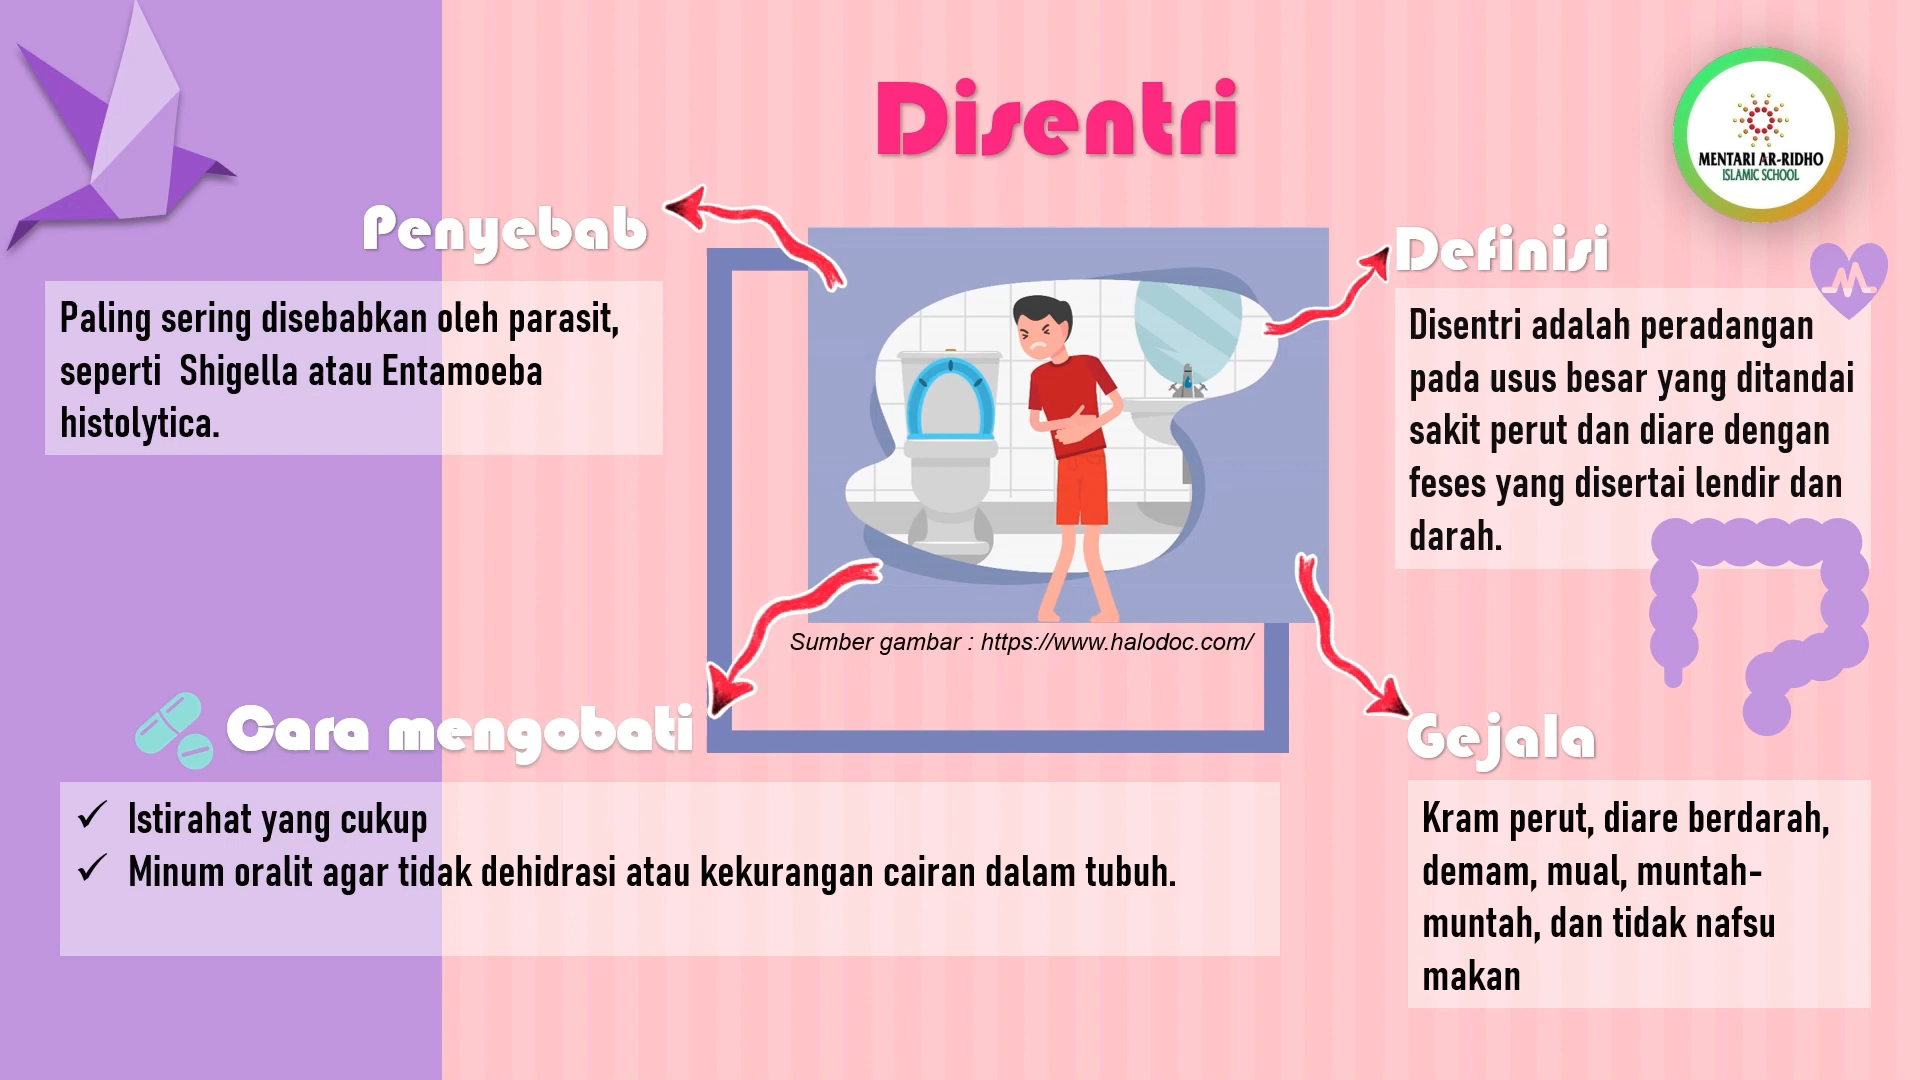 Disentri
MENTARI AR-RIDHO
ISLAMIC SCHOOL
Penyebab
Paling sering disebabkan oleh parasit,
seperti  Shigella atau Entamoeba
histolytica.
Definisi
Disentri adalah peradangan
pada usus besar yang ditandai
sakit perut dan diare dengan
feses yang disertai lendir dan
darah.
Sumber gambar : https://www.halodoc.com/
Cara mengobati
✓ Istirahat yang cukup
✓ Minum oralit agar tidak dehidrasi atau kekurangan cairan dalam tubuh.
Gejala
Kram perut, diare berdarah,
demam, mual, muntah-
muntah, dan tidak nafsu
makan